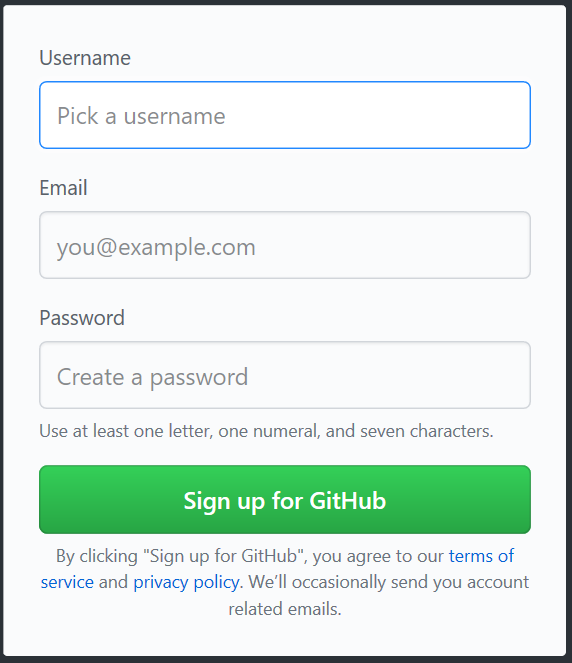 Username
Pick a username
Email
you@example.com
Password
Create a password
Use at least one letter, one numeral, and seven characters.
Sign up for GitHub
By clicking "Sign up for GitHub", you agree to our terms of
service and privacy policy. We’ll occasionally send you account
related emails.